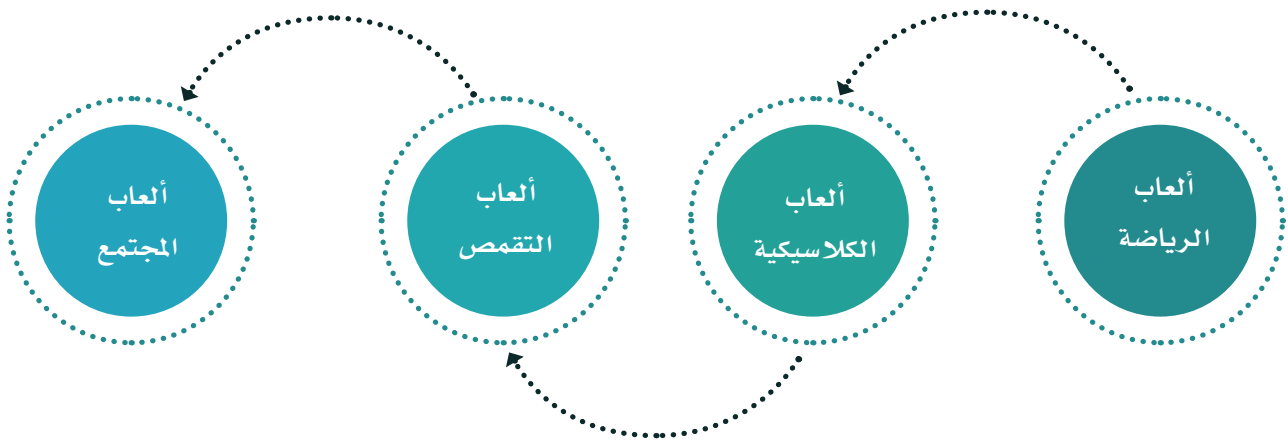 ألعاب
الرياضة
ألعاب
الكلاسيكية
ألعاب
التقمص
ألعاب
المجتمع